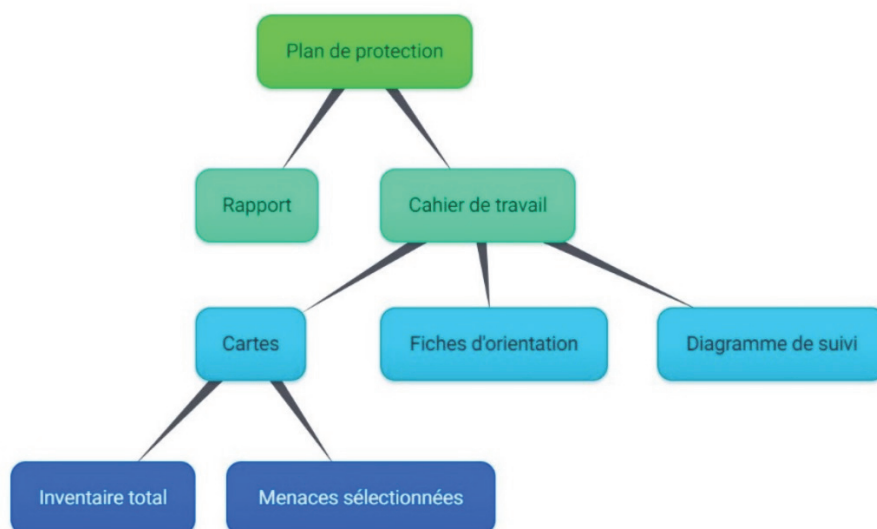 Plan de protection
Rapport
Cahier de travail
Cartes
Fiches d'orientation
Diagramme de suivi
Inventaire total
Menaces sélectionnées